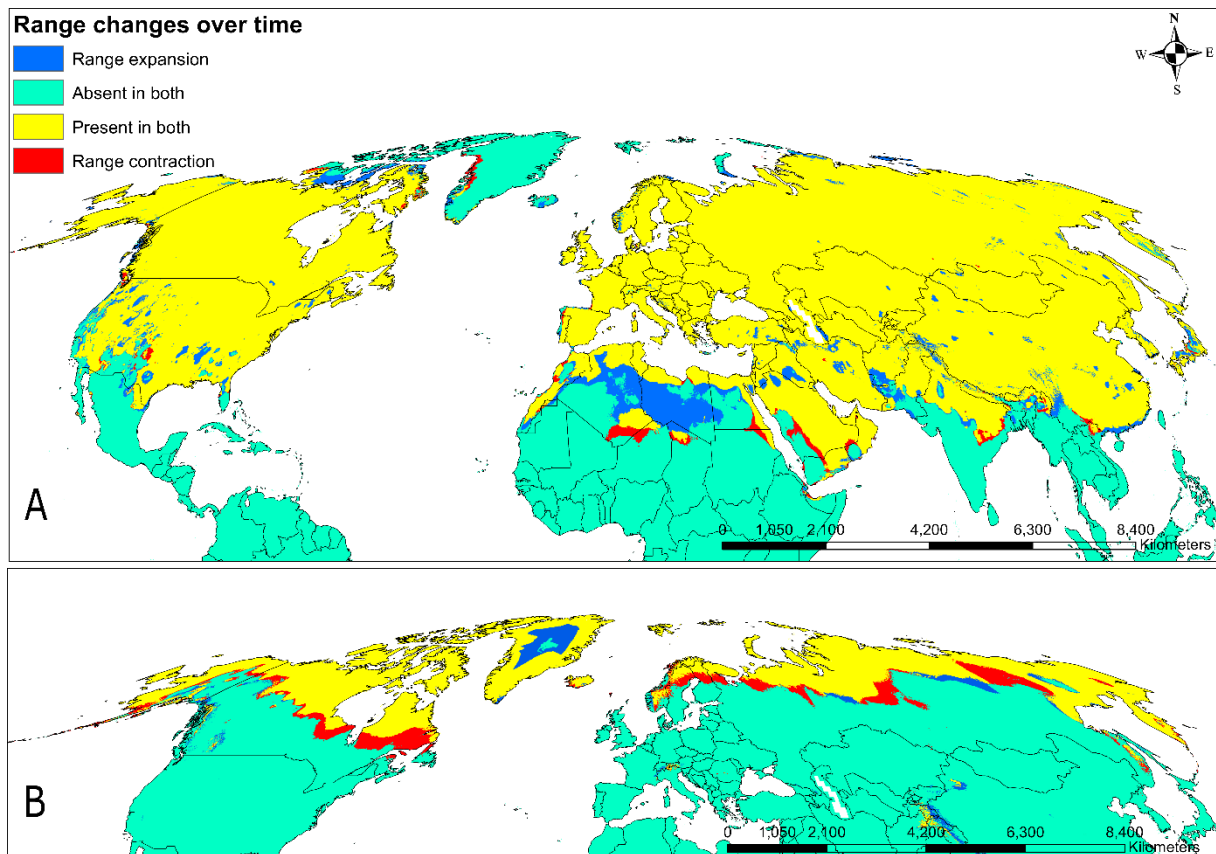 Range changes over time
Range expansion
Absent in both
Present in both
Range contraction
N
W E
S
A
0 1,050 2,100 4,200 6,300 8,400
Kilometers
B
0 1,050 2,100 4,200 6,300 8,400
Kilometers